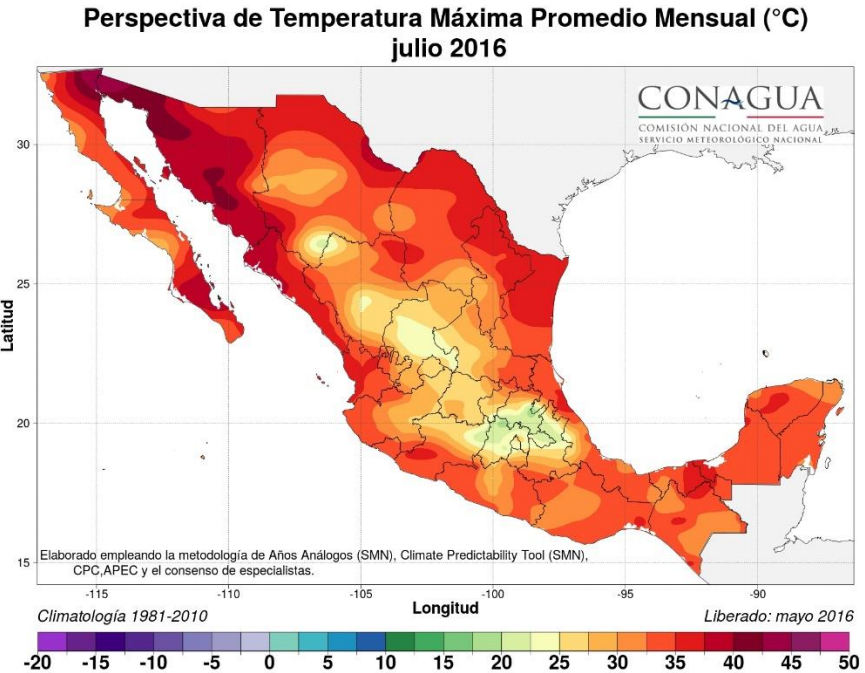 Perspectiva de Temperatura Máxima Promedio Mensual (°C)
julio 2016
CONAGUA
COMISIÓN NACIONAL DEL AGUA
SERVICIO METEOROLÓGICO NACIONAL
30
25
20
15
Latitud
Elaborado empleando la metodología de Años Análogos (SMN), Climate Predictability Tool (SMN),
CPC,APEC y el consenso de especialistas.
-115 -110 -105 -100 -95 -90
Climatología 1981-2010 Longitud Liberado: mayo 2016
-20 -15 -10 -5 0 5 10 15 20 25 30 35 40 45 50